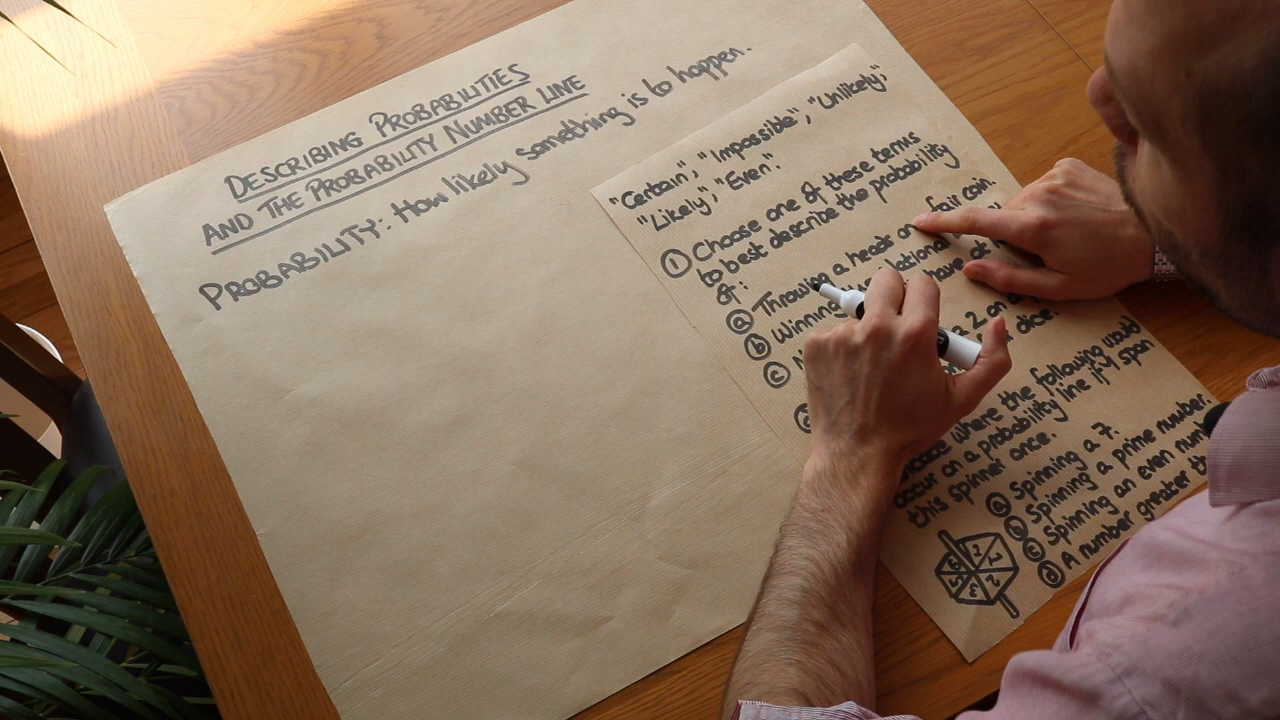 DESCRIBING PROBABILITIES
AND THE PROBABILITY NUMBER LINE
PROBABILITY: How likely something is to happen.
"Certain", "Impossible", "Unlikely",
"Likely", "Even".
① Choose one of these terms
to best describe the probability
of:
ⓐ Throwing a heads on fair coin.
ⓑ Winning national
ⓒ have at
a 2 on
dice.
where the following would
occur on a probability line if I span
this spinner once.
ⓐ Spinning a 7.
ⓑ Spinning a prime number.
ⓒ Spinning an even
ⓓ A number greater